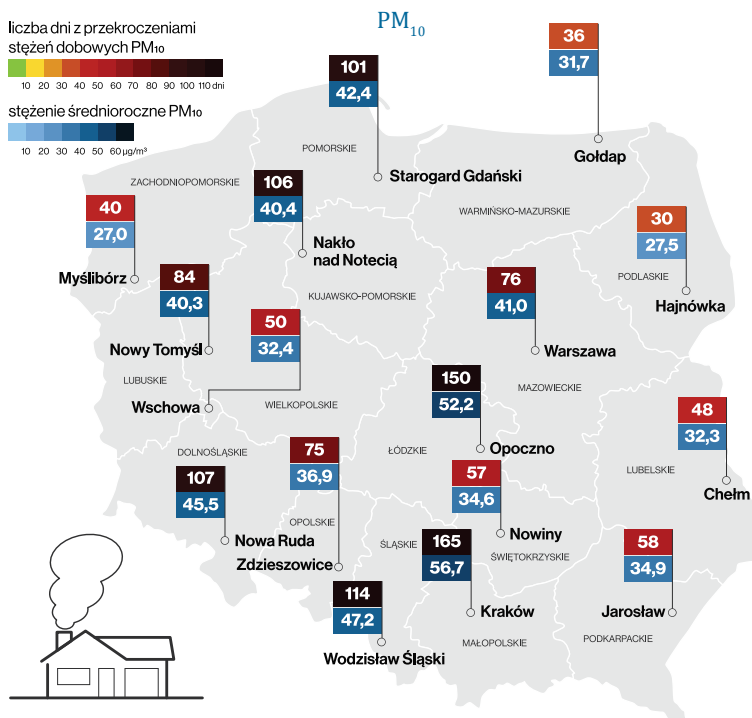 PM₁₀
liczba dni z przekroczeniami
stężeń dobowych PM₁₀
10 20 30 40 50 60 70 80 90 100 110 dni
stężenie średnioroczne PM₁₀
10 20 30 40 50 60 µg/m³
36
31,7
Gołdap
101
42,4
Starogard Gdański
POMORSKIE
ZACHODNIOPOMORSKIE
WARMIŃSKO-MAZURSKIE
106
40,4
Nakło
nad Notecią
40
27,0
Myślibórz
30
27,5
Hajnówka
PODLASKIE
84
40,3
Nowy Tomyśl
KUJAWSKO-POMORSKIE
76
41,0
Warszawa
50
32,4
Wschowa
LUBUSKIE
WIELKOPOLSKIE
MAZOWIECKIE
150
52,2
Opoczno
ŁÓDZKIE
48
32,3
Chełm
LUBELSKIE
DOLNOŚLĄSKIE
75
36,9
Zdzieszowice
OPOLSKIE
107
45,5
Nowa Ruda
57
34,6
Nowiny
ŚWIĘTOKRZYSKIE
ŚLĄSKIE
165
56,7
Kraków
MAŁOPOLSKIE
58
34,9
Jarosław
PODKARPACKIE
114
47,2
Wodzisław Śląski